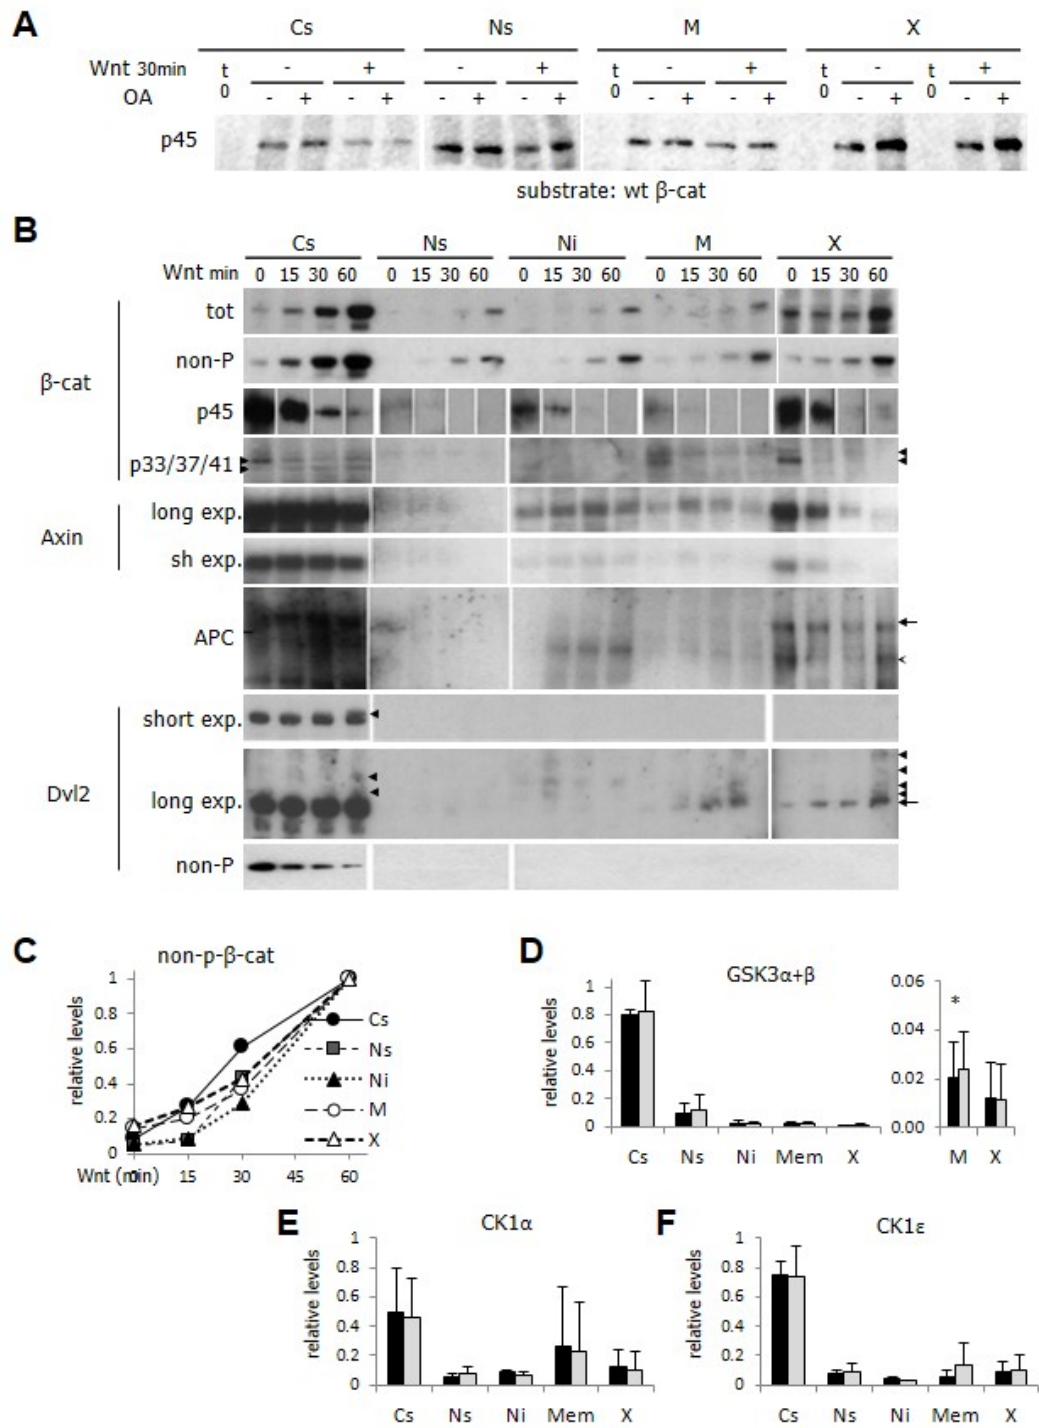 A
Cs Ns M X
Wnt 30min t - + - + t - + t - t +
OA 0 - + - + - + - + 0 - + - + 0 - + 0 - +
p45
substrate: wt β-cat
B
Cs Ns Ni M X
Wnt min 0 15 30 60 0 15 30 60 0 15 30 60 0 15 30 60 0 15 30 60
tot
non-P
β-cat
p45
p33/37/41
long exp.
Axin
sh exp.
APC
short exp.
Dvl2
long exp.
non-P
C
non-p-β-cat
relative levels
1
0.8
0.6
0.4
0.2
0
Cs
Ns
Ni
M
X
Wnt (min) 0 15 30 45 60
D
GSK3α+β
relative levels
1
0.8
0.6
0.4
0.2
0
Cs Ns Ni Mem X
0.06
0.04
0.02
0.00
*
M X
E
CK1α
relative levels
1
0.8
0.6
0.4
0.2
0
Cs Ns Ni Mem X
F
CK1ε
relative levels
1
0.8
0.6
0.4
0.2
0
Cs Ns Ni Mem X